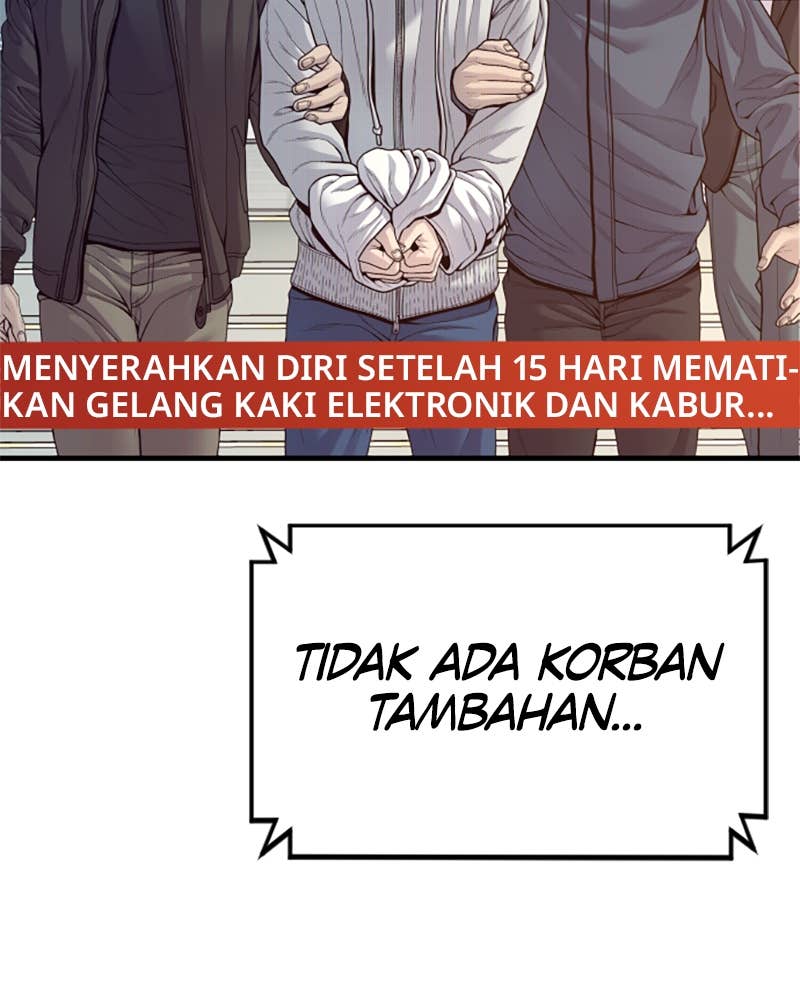 MENYERAHKAN DIRI SETELAH 15 HARI MEMATI-
KAN GELANG KAKI ELEKTRONIK DAN KABUR...
TIDAK ADA KORBAN
TAMBAHAN...